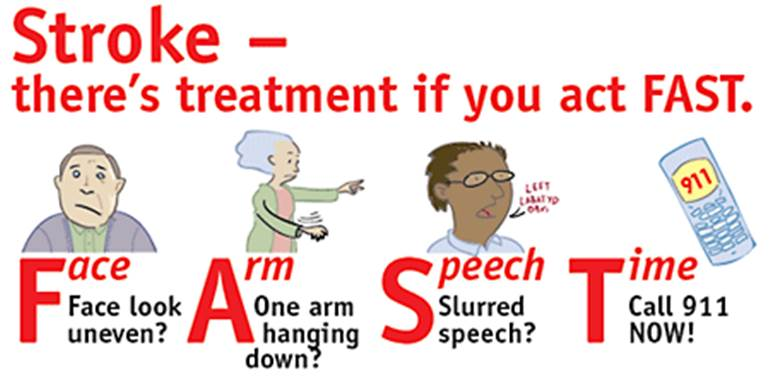 Stroke –
there's treatment if you act FAST.
911
Face
Face look
uneven?
Arm
One arm
hanging
down?
Speech
Slurred
speech?
Time
Call 911
NOW!